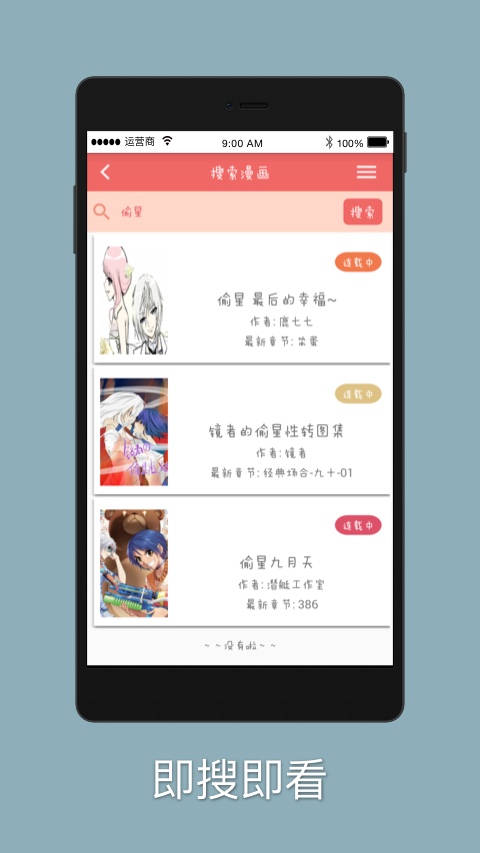 运营商
9:00 AM
100%
搜索漫画
偷星
搜索
连载中
偷星 最后的幸福~
作者:鹿七七
最新章节:浓蜜
连载中
镜者的偷星性转图集
作者:镜者
最新章节:经典场合-九十-01
连载中
偷星九月天
作者:潜艇工作室
最新章节:386
~~没有啦~~
即搜即看